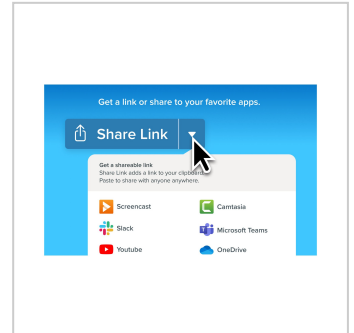 Get a link or share to your favorite apps.
Share Link
Get a shareable link
Share Link adds a link to your clipboard
Paste to share with anyone anywhere.
Screencast
Camtasia
Slack
Microsoft Teams
Youtube
OneDrive